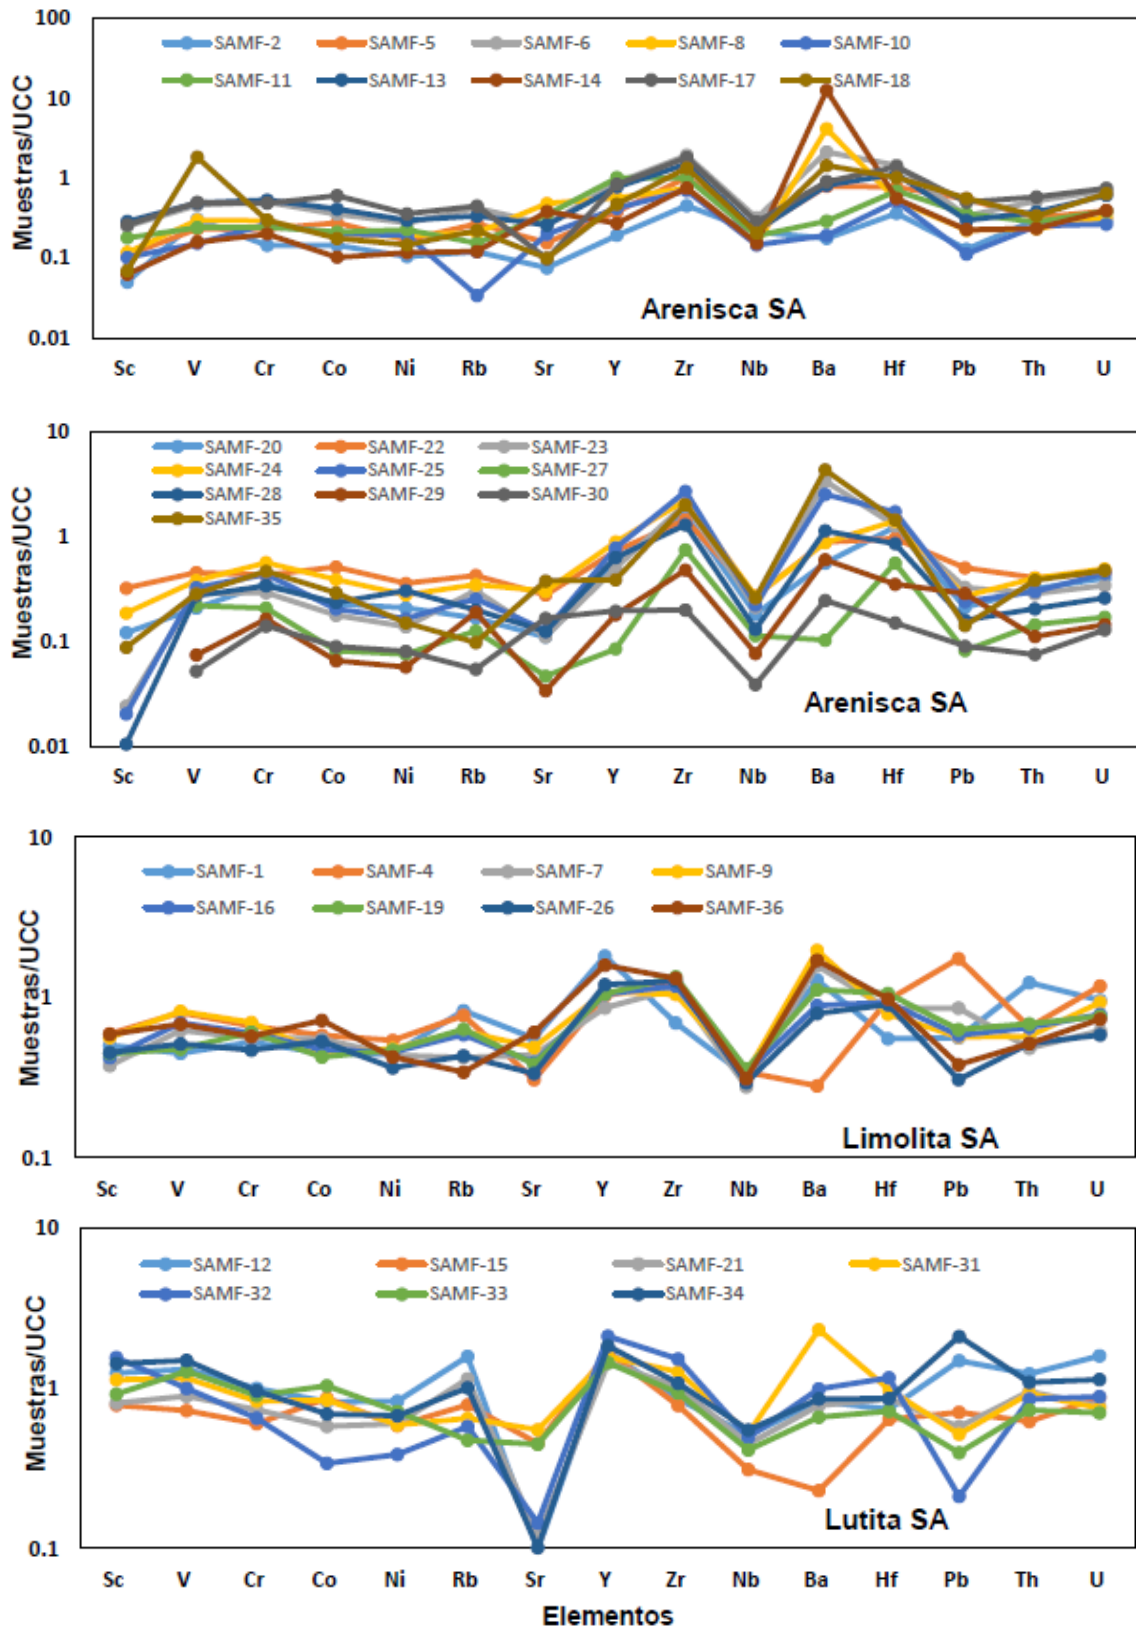 100
10
1
0.1
0.01
Muestras/UCC
SAMF-2 SAMF-5 SAMF-6 SAMF-8 SAMF-10
SAMF-11 SAMF-13 SAMF-14 SAMF-17 SAMF-18
Arenisca SA
Sc V Cr Co Ni Rb Sr Y Zr Nb Ba Hf Pb Th U
10
1
0.1
0.01
Muestras/UCC
SAMF-20 SAMF-22 SAMF-23
SAMF-24 SAMF-25 SAMF-27
SAMF-28 SAMF-29 SAMF-30
SAMF-35
Arenisca SA
Sc V Cr Co Ni Rb Sr Y Zr Nb Ba Hf Pb Th U
10
1
0.1
Muestras/UCC
SAMF-1 SAMF-4 SAMF-7 SAMF-9
SAMF-16 SAMF-19 SAMF-26 SAMF-36
Limolita SA
Sc V Cr Co Ni Rb Sr Y Zr Nb Ba Hf Pb Th U
10
1
0.1
Muestras/UCC
SAMF-12 SAMF-15 SAMF-21 SAMF-31
SAMF-32 SAMF-33 SAMF-34
Lutita SA
Sc V Cr Co Ni Rb Sr Y Zr Nb Ba Hf Pb Th U
Elementos